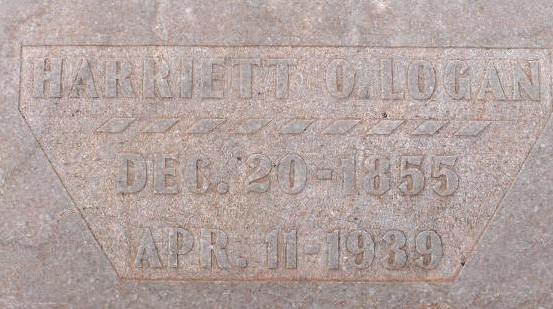 HARRIETT O. LOGAN
DEC. 20-1855
APR. 11-1939